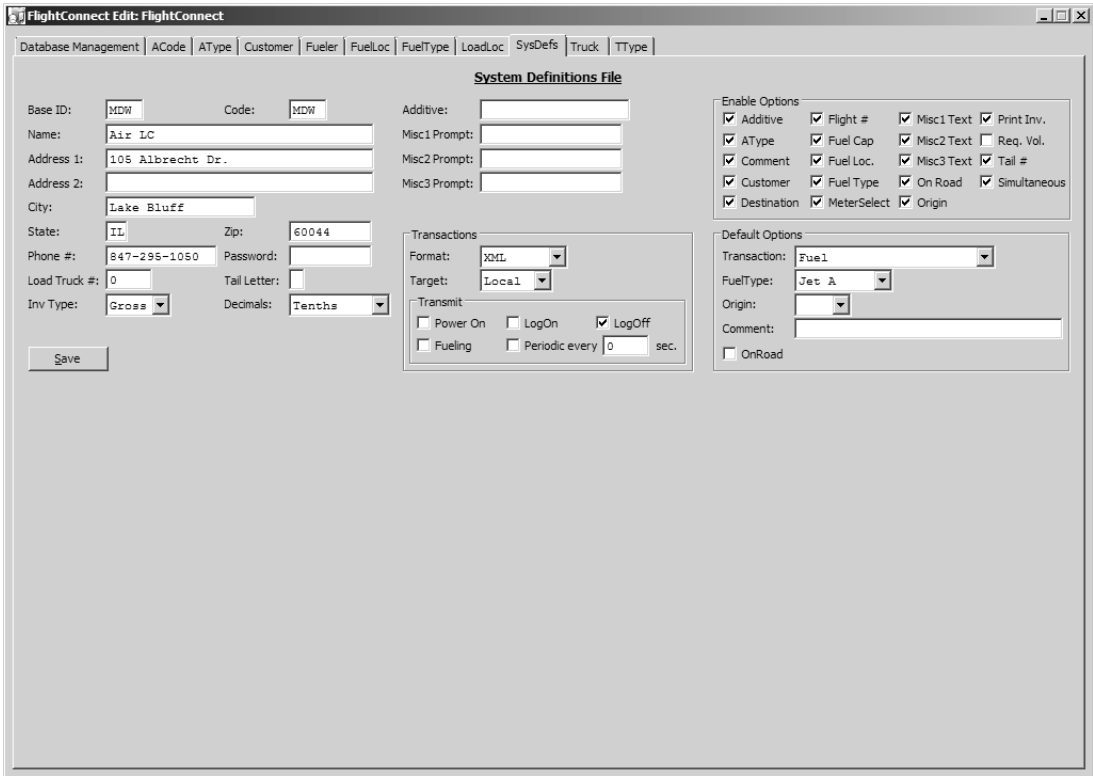 FlightConnect Edit: FlightConnect
Database Management ACode AType Customer Fueler FuelLoc FuelType LoadLoc SysDefs Truck TType
System Definitions File
Base ID: MDW Code: MDW
Name: Air LC
Address 1: 105 Albrecht Dr.
Address 2:
City: Lake Bluff
State: IL Zip: 60044
Phone #: 847-295-1050 Password:
Load Truck #: 0 Tail Letter:
Inv Type: Gross Decimals: Tenths
Save
Additive:
Misc1 Prompt:
Misc2 Prompt:
Misc3 Prompt:
Transactions
Format: XML
Target: Local
Transmit
Power On LogOn LogOff
Fueling Periodic every 0 sec.
Enable Options
Additive Flight # Misc1 Text Print Inv.
AType Fuel Cap Misc2 Text Req. Vol.
Comment Fuel Loc. Misc3 Text Tail #
Customer Fuel Type On Road Simultaneous
Destination MeterSelect Origin
Default Options
Transaction: Fuel
FuelType: Jet A
Origin:
Comment:
OnRoad